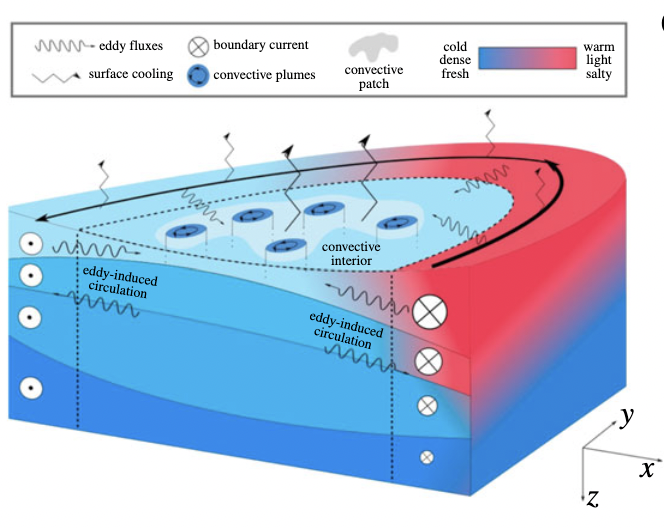 eddy fluxes
boundary current
surface cooling
convective plumes
convective
patch
cold
dense
fresh
warm
light
salty
convective
interior
eddy-induced
circulation
eddy-induced
circulation
y
x
z